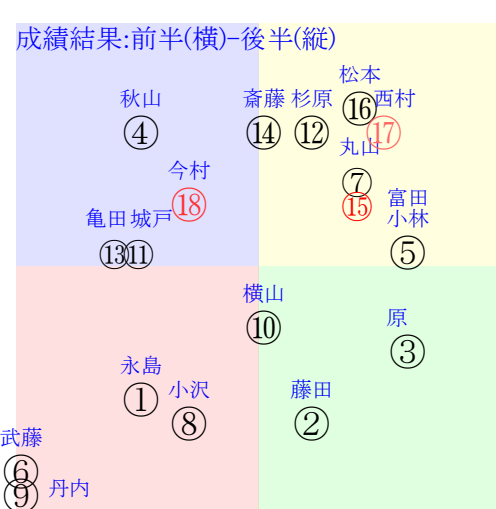 成績結果:前半(横)-後半(縦)
松本
秋山
斎藤
杉原
⑯
西村
④
⑭
⑫
⑰
丸山
今村
⑦
富田
⑱
⑮
亀田
城戸
小林
⑬
⑪
⑤
横山
原
⑩
③
永島
小沢
藤田
①
⑧
②
武藤
⑥
丹内
⑨